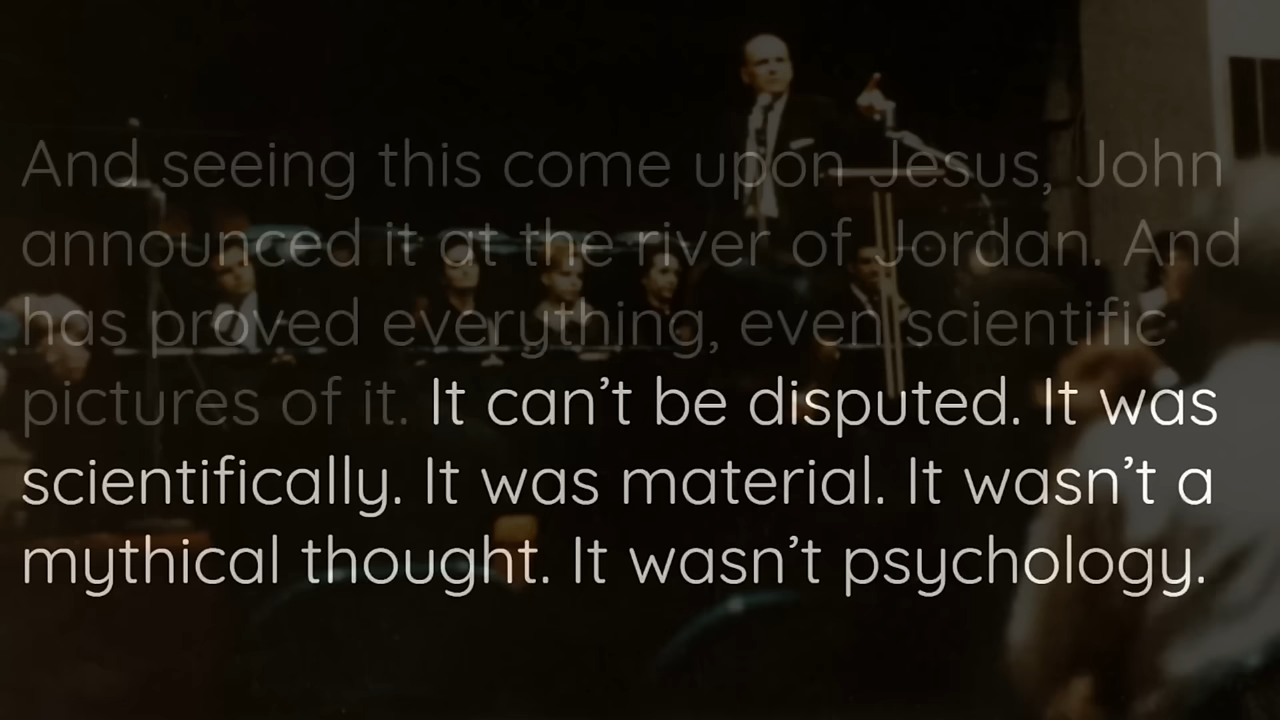 And seeing this come upon Jesus, John
announced it at the river of Jordan. And
has proved everything, even scientific
pictures of it. It can’t be disputed. It was
scientifically. It was material. It wasn’t a
mythical thought. It wasn’t psychology.